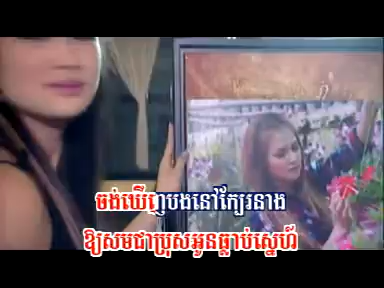 ចង់ឃើញបងនៅក្បែរនាង
ឱ្យសមជាប្រុសអូនធ្លាប់ស្នេហ៍